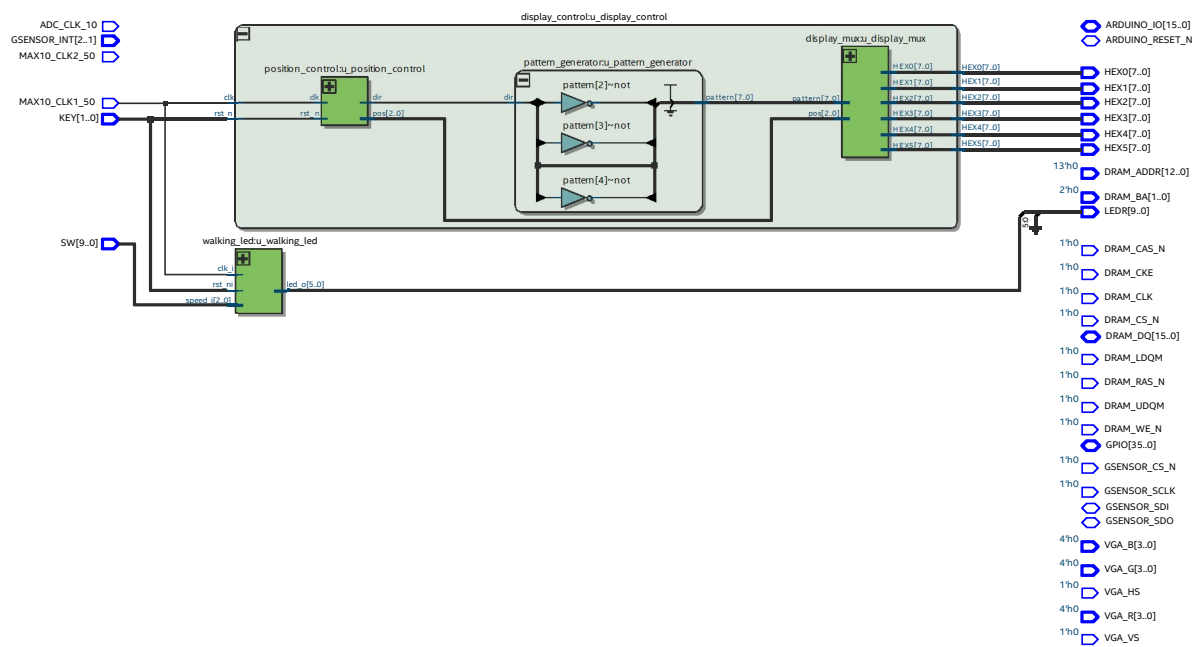 ADC_CLK_10
GSENSOR_INT[2..1]
MAX10_CLK2_50
MAX10_CLK1_50
KEY[1..0]
SW[9..0]
display_control:u_display_control
position_control:u_position_control
clk
rst_n
clk
rst_n
dir
pos[2..0]
pattern_generator:u_pattern_generator
dir
pattern[2]~not
pattern[3]~not
pattern[4]~not
pattern[7..0]
display_mux:u_display_mux
pattern[7..0]
pos[2..0]
HEX0[7..0]
HEX1[7..0]
HEX2[7..0]
HEX3[7..0]
HEX4[7..0]
HEX5[7..0]
HEX0[7..0]
HEX1[7..0]
HEX2[7..0]
HEX3[7..0]
HEX4[7..0]
HEX5[7..0]
walking_led:u_walking_led
clk_i
rst_ni
speed_i[2..0]
led_o[5..0]
5:0
ARDUINO_IO[15..0]
ARDUINO_RESET_N
HEX0[7..0]
HEX1[7..0]
HEX2[7..0]
HEX3[7..0]
HEX4[7..0]
HEX5[7..0]
13'h0 DRAM_ADDR[12..0]
2'h0 DRAM_BA[1..0]
LEDR[9..0]
1'h0 DRAM_CAS_N
1'h0 DRAM_CKE
1'h0 DRAM_CLK
1'h0 DRAM_CS_N
DRAM_DQ[15..0]
1'h0 DRAM_LDQM
1'h0 DRAM_RAS_N
1'h0 DRAM_UDQM
1'h0 DRAM_WE_N
GPIO[35..0]
1'h0 GSENSOR_CS_N
1'h0 GSENSOR_SCLK
GSENSOR_SDI
GSENSOR_SDO
4'h0 VGA_B[3..0]
4'h0 VGA_G[3..0]
1'h0 VGA_HS
4'h0 VGA_R[3..0]
1'h0 VGA_VS